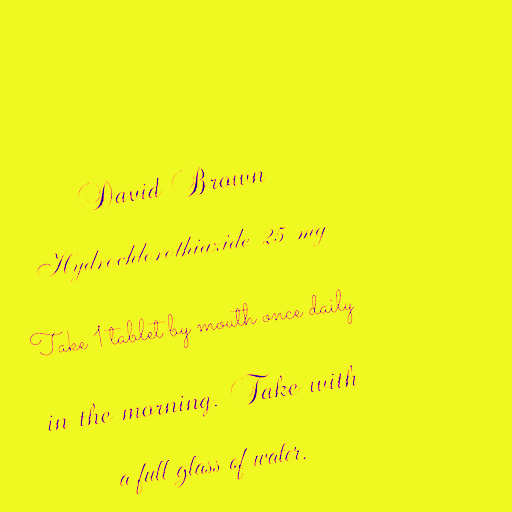 David Brown
Hydrochlorothiazide 25 mg
Take 1 tablet by mouth once daily
in the morning. Take with
a full glass of water.